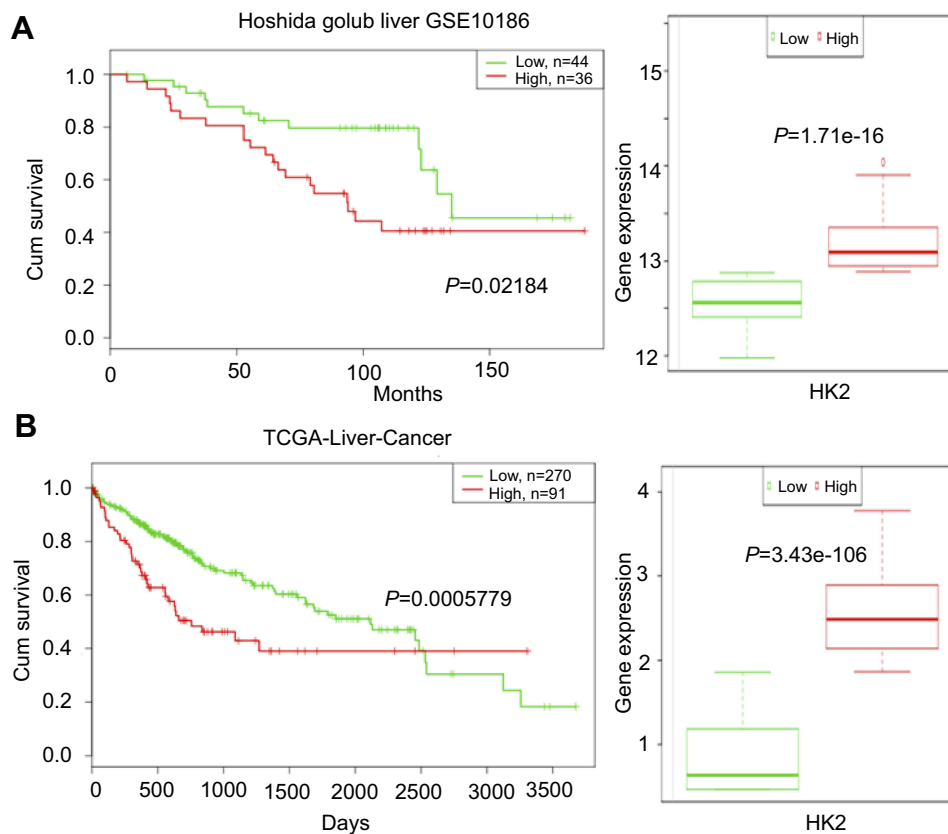 A
Hoshida golub liver GSE10186
Low, n=44
High, n=36
1.0
0.8
0.6
0.4
0.2
0.0
Cum survival
P=0.02184
0
50
100
150
Months
Low
High
15
14
13
12
Gene expression
P=1.71e-16
HK2
B
TCGA-Liver-Cancer
Low, n=270
High, n=91
1.0
0.8
0.6
0.4
0.2
0.0
Cum survival
P=0.0005779
0
500
1000
1500
2000
2500
3000
3500
Days
Low
High
4
3
2
1
Gene expression
P=3.43e-106
HK2